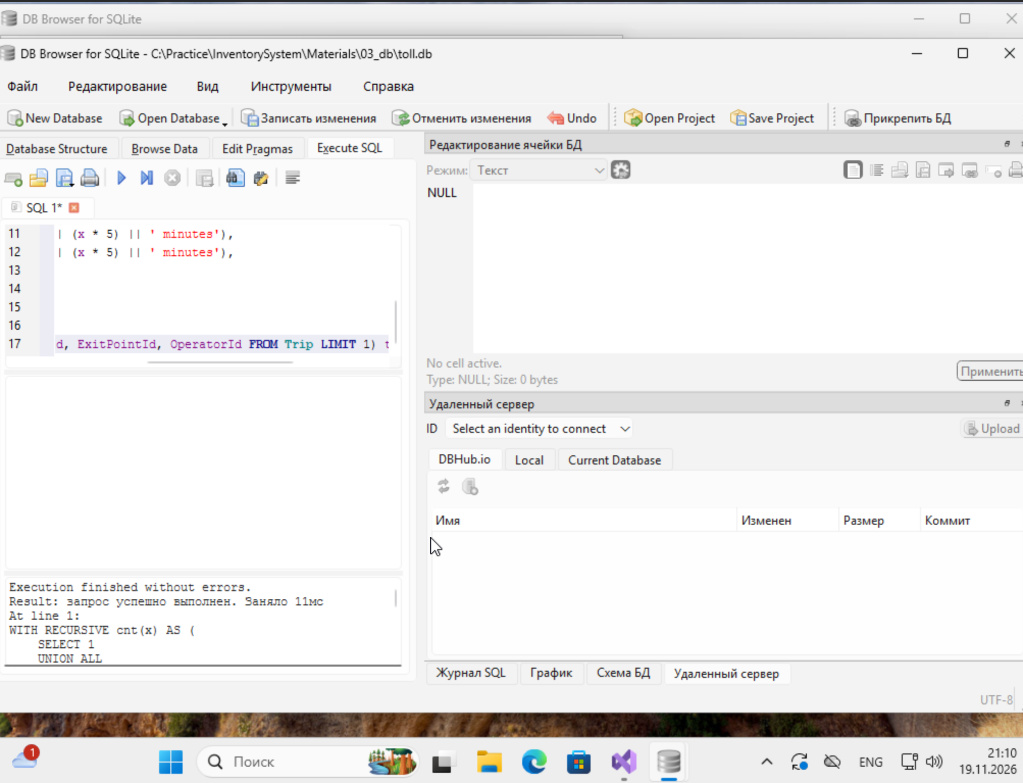 DB Browser for SQLite
DB Browser for SQLite - C:\Practice\InventorySystem\Materials\03_db\toll.db
Файл Редактирование Вид Инструменты Справка
New Database Open Database Записать изменения Отменить изменения Undo Open Project Save Project Прикрепить БД
Database Structure Browse Data Edit Pragmas Execute SQL
Редактирование ячейки БД
Режим: Текст
NULL
SQL 1*
11 | (x * 5) || ' minutes'),
12 | (x * 5) || ' minutes'),
13
14
15
16
17 d, ExitPointId, OperatorId FROM Trip LIMIT 1) t
No cell active.
Type: NULL; Size: 0 bytes
Применить
Удаленный сервер
ID Select an identity to connect Upload
DBHub.io Local Current Database
Имя Изменен Размер Коммит
Execution finished without errors.
Result: запрос успешно выполнен. Заняло 11мс
At line 1:
WITH RECURSIVE cnt(x) AS (
SELECT 1
UNION ALL
Журнал SQL График Схема БД Удаленный сервер
UTF-8
1
Поиск
ENG
21:10
19.11.2026